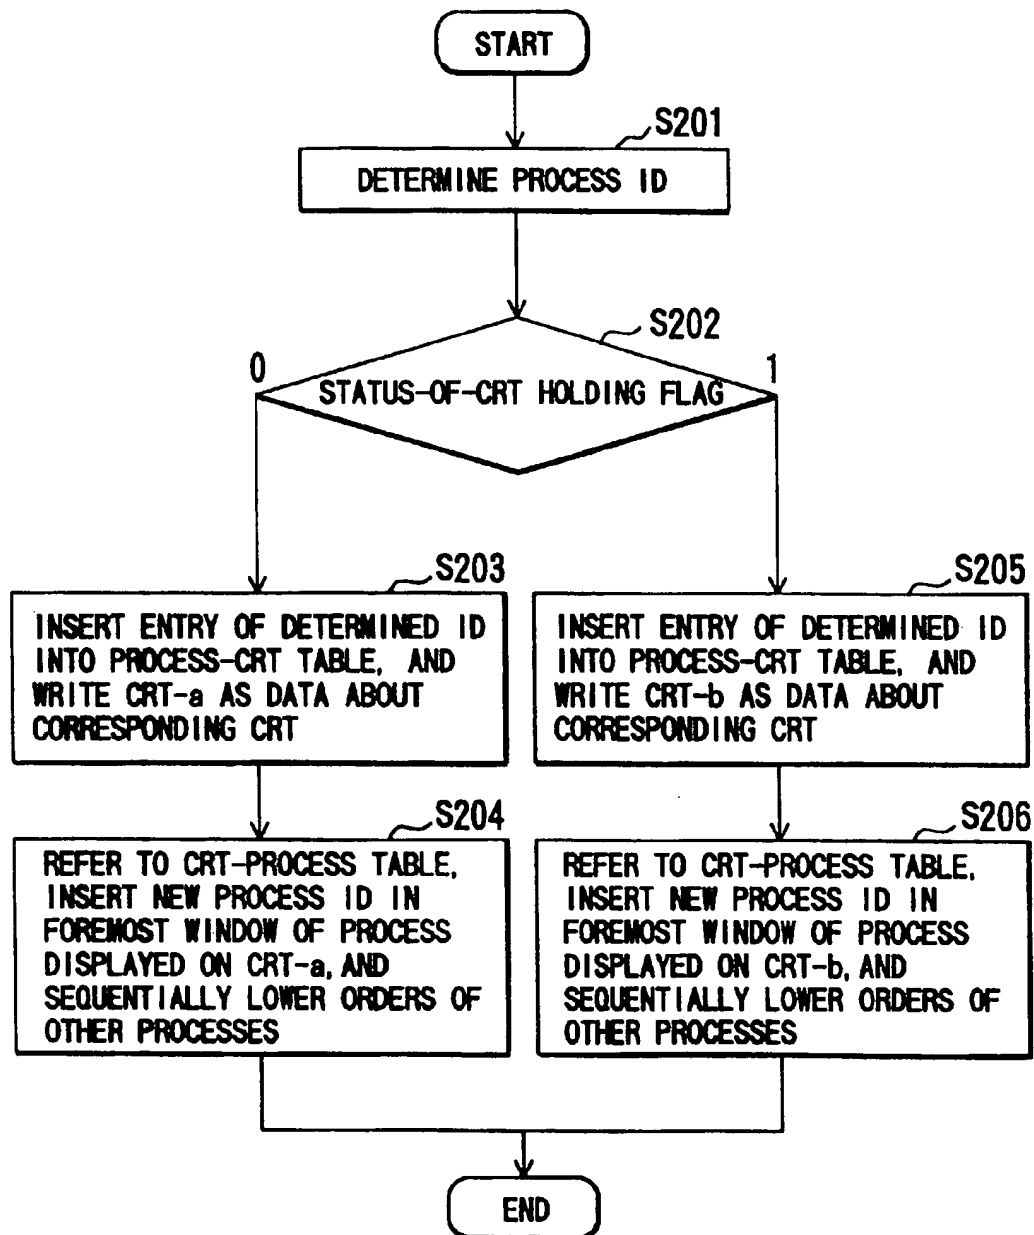 START
S201
DETERMINE PROCESS ID
S202
0
1
STATUS-OF-CRT HOLDING FLAG
S203
INSERT ENTRY OF DETERMINED ID
INTO PROCESS-CRT TABLE, AND
WRITE CRT-a AS DATA ABOUT
CORRESPONDING CRT
S205
INSERT ENTRY OF DETERMINED ID
INTO PROCESS-CRT TABLE, AND
WRITE CRT-b AS DATA ABOUT
CORRESPONDING CRT
S204
REFER TO CRT-PROCESS TABLE,
INSERT NEW PROCESS ID IN
FOREMOST WINDOW OF PROCESS
DISPLAYED ON CRT-a, AND
SEQUENTIALLY LOWER ORDERS OF
OTHER PROCESSES
S206
REFER TO CRT-PROCESS TABLE,
INSERT NEW PROCESS ID IN
FOREMOST WINDOW OF PROCESS
DISPLAYED ON CRT-b, AND
SEQUENTIALLY LOWER ORDERS OF
OTHER PROCESSES
END